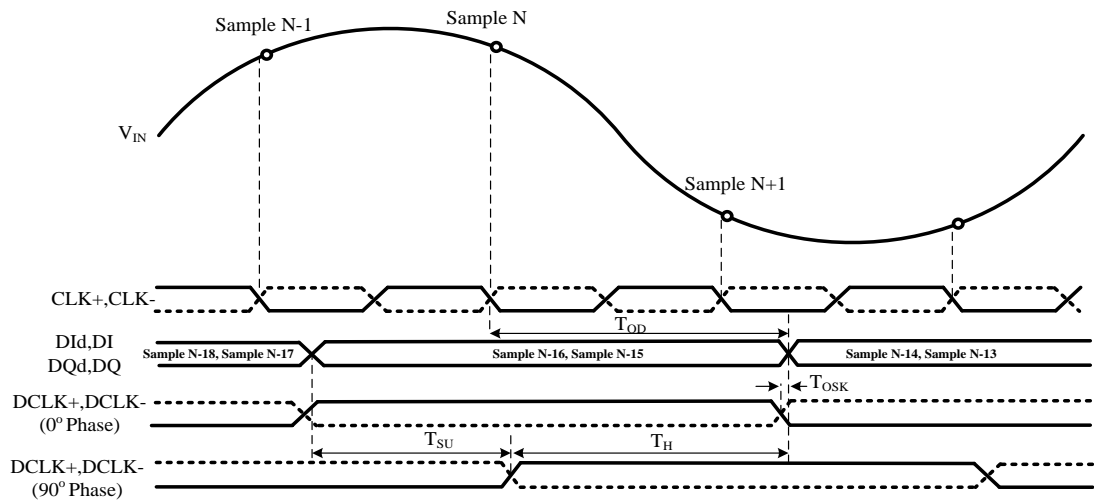 Sample N-1
Sample N
V_IN
Sample N+1
CLK+,CLK-
T_OD
DId,DI
DQd,DQ
Sample N-18, Sample N-17
Sample N-16, Sample N-15
Sample N-14, Sample N-13
T_OSK
DCLK+,DCLK-
(0° Phase)
T_SU
T_H
DCLK+,DCLK-
(90° Phase)